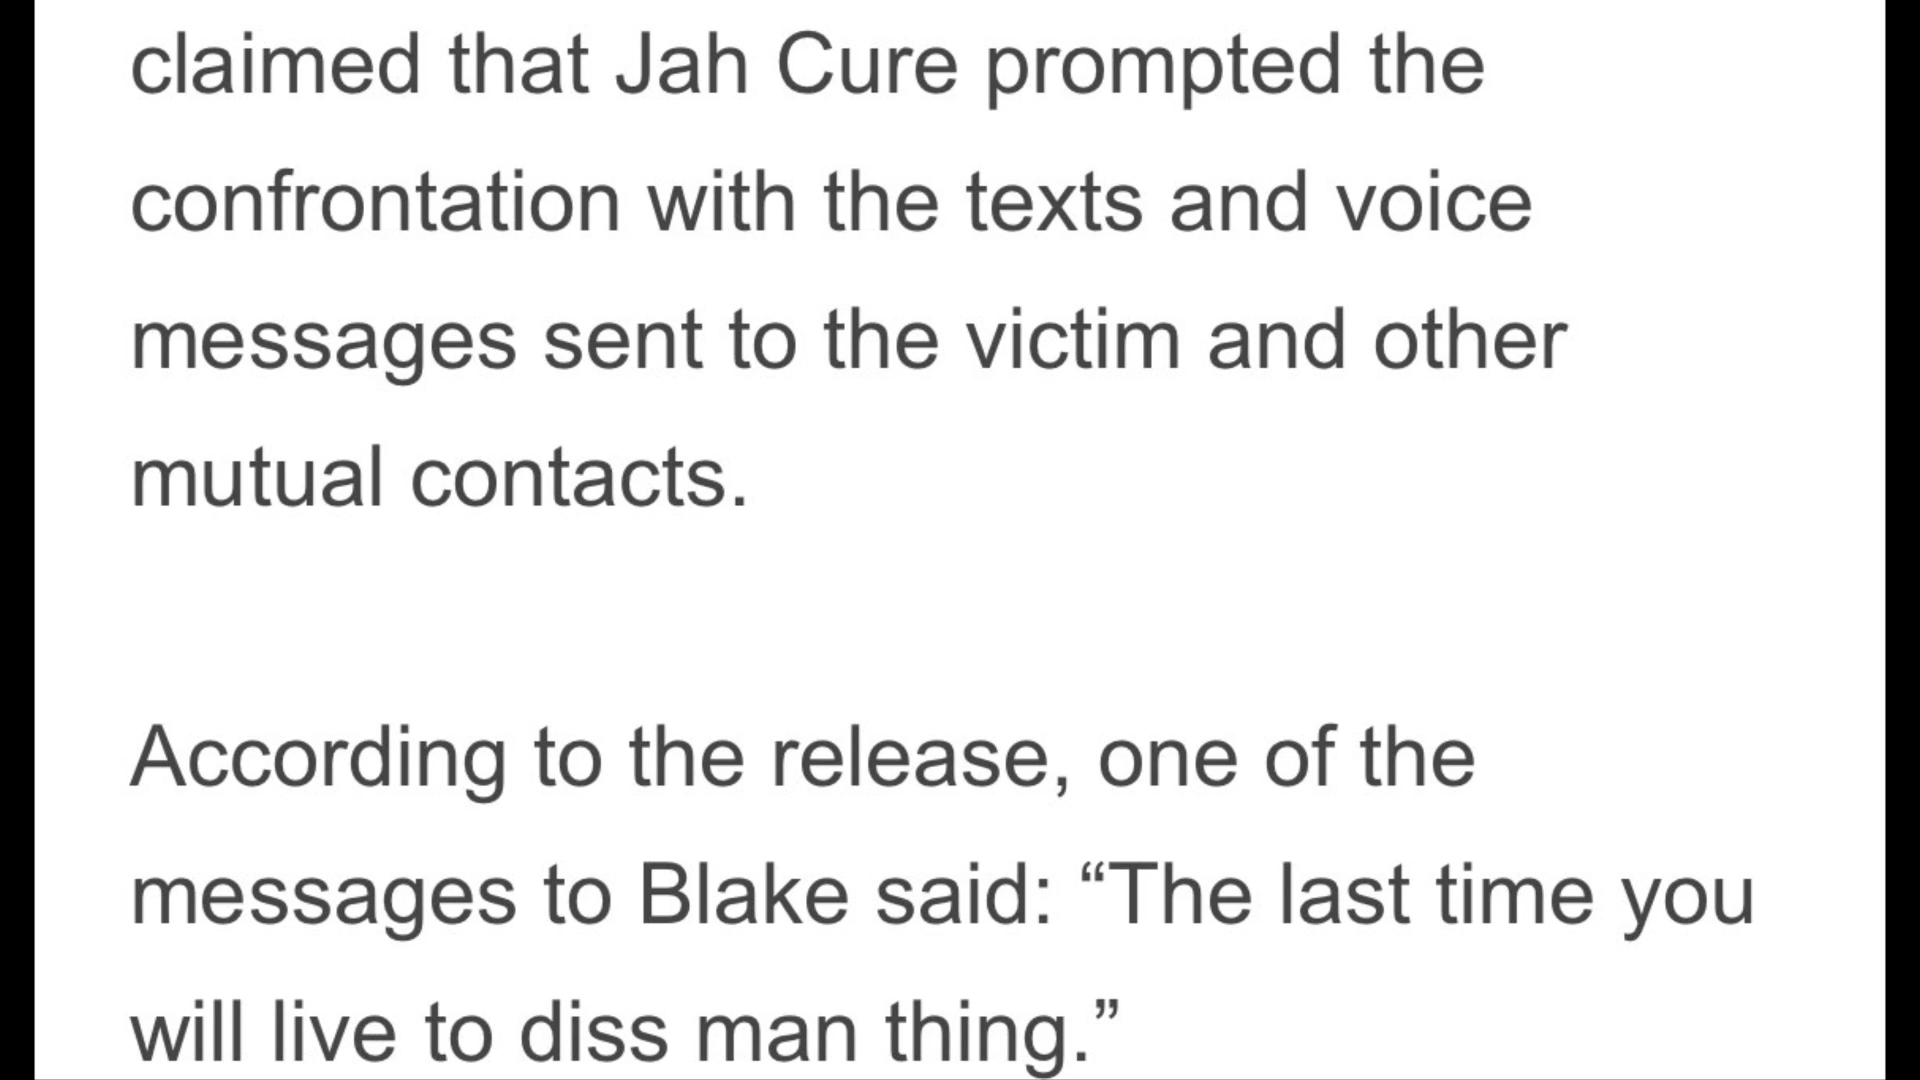 claimed that Jah Cure prompted the
confrontation with the texts and voice
messages sent to the victim and other
mutual contacts.
According to the release, one of the
messages to Blake said: “The last time you
will live to diss man thing.”